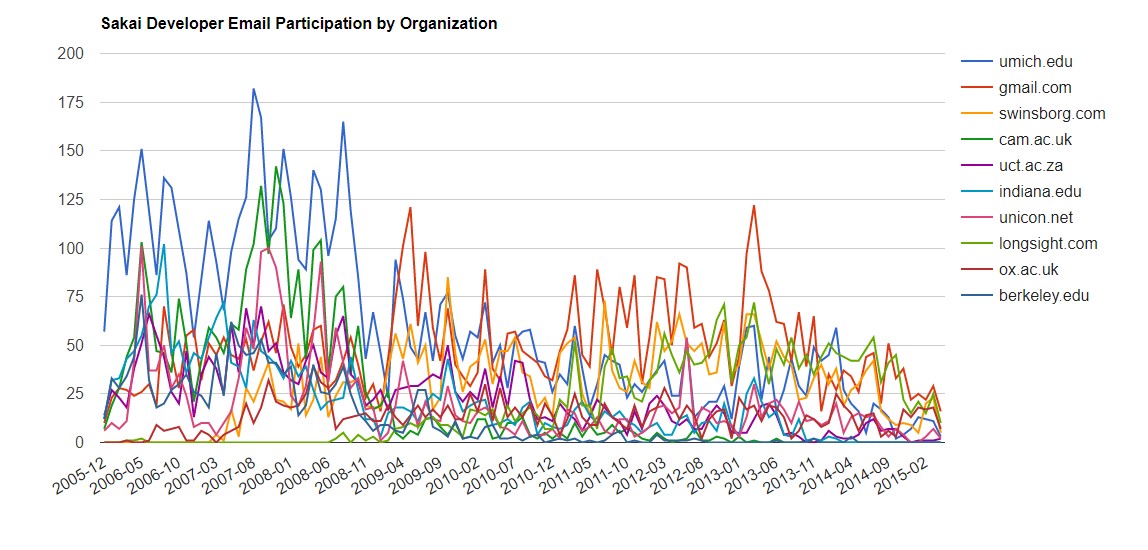 Sakai Developer Email Participation by Organization
200
175
150
125
100
75
50
25
0
2005-12
2006-05
2006-10
2007-03
2007-08
2008-01
2008-06
2008-11
2009-04
2009-09
2010-02
2010-07
2010-12
2011-05
2011-10
2012-03
2012-08
2013-01
2013-06
2013-11
2014-04
2014-09
2015-02
umich.edu
gmail.com
swinsborg.com
cam.ac.uk
uct.ac.za
indiana.edu
unicon.net
longsight.com
ox.ac.uk
berkeley.edu